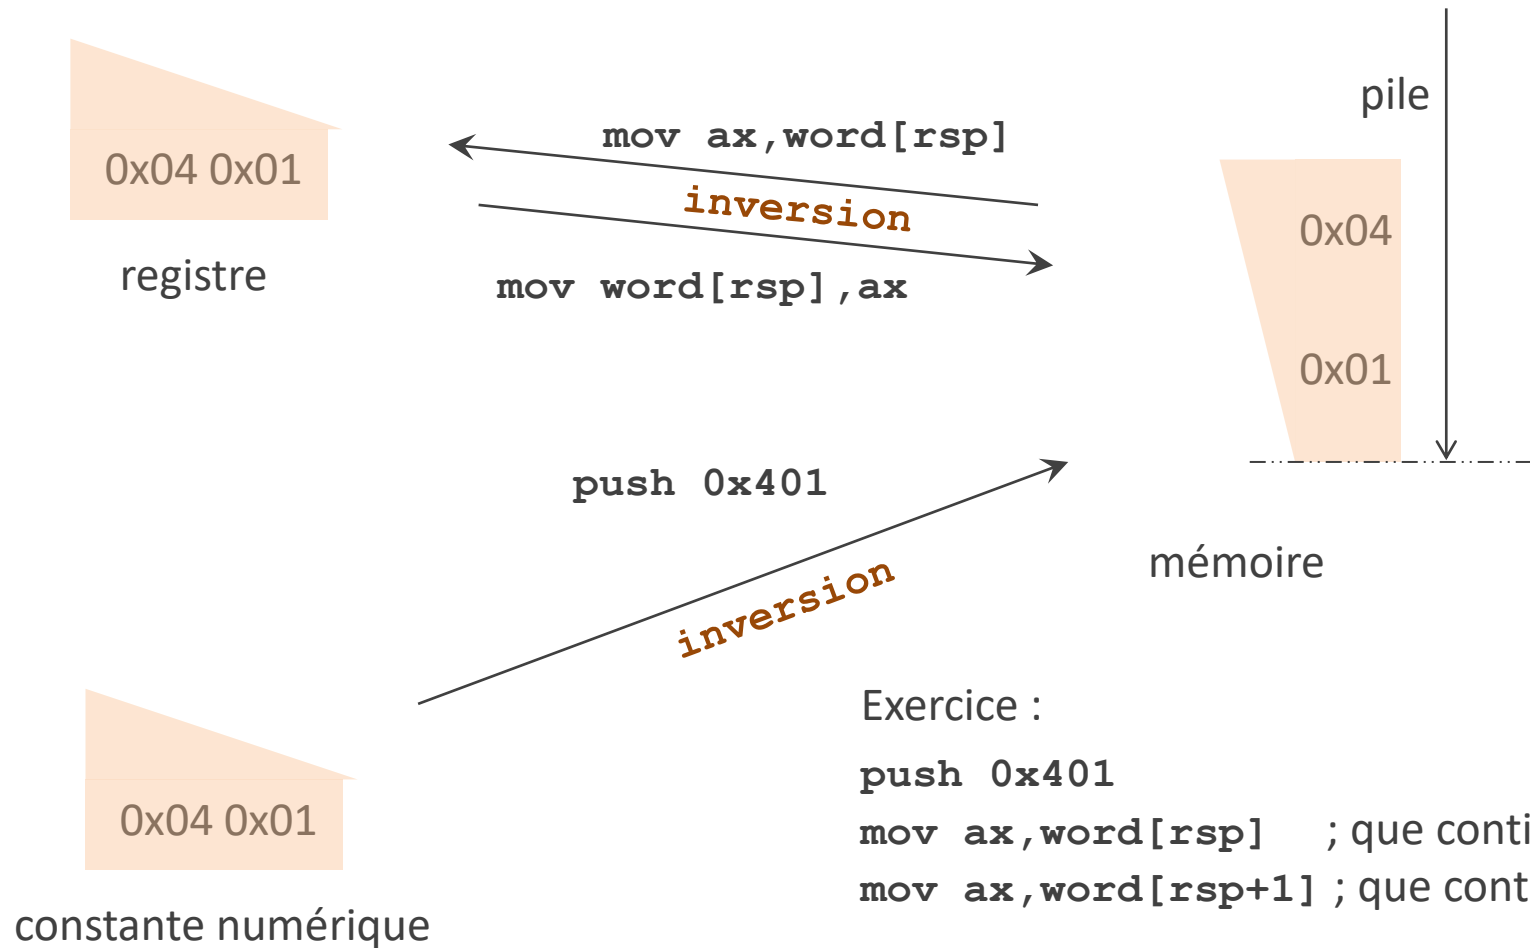 pile
mov ax,word[rsp]
0x04 0x01
inversion
0x04
registre
mov word[rsp],ax
0x01
push 0x401
mémoire
inversion
Exercice :
push 0x401
0x04 0x01
mov ax,word[rsp] ; que conti
mov ax,word[rsp+1] ; que cont
constante numérique